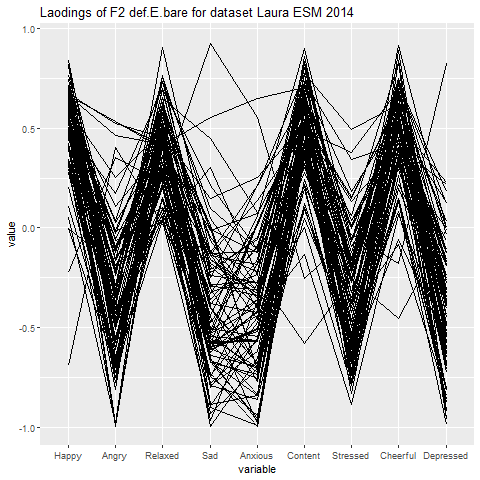 Laodings of F2 def.E.bare for dataset Laura ESM 2014
1.0
0.5
0.0
-0.5
-1.0
value
Happy Angry Relaxed Sad Anxious Content Stressed Cheerful Depressed
variable